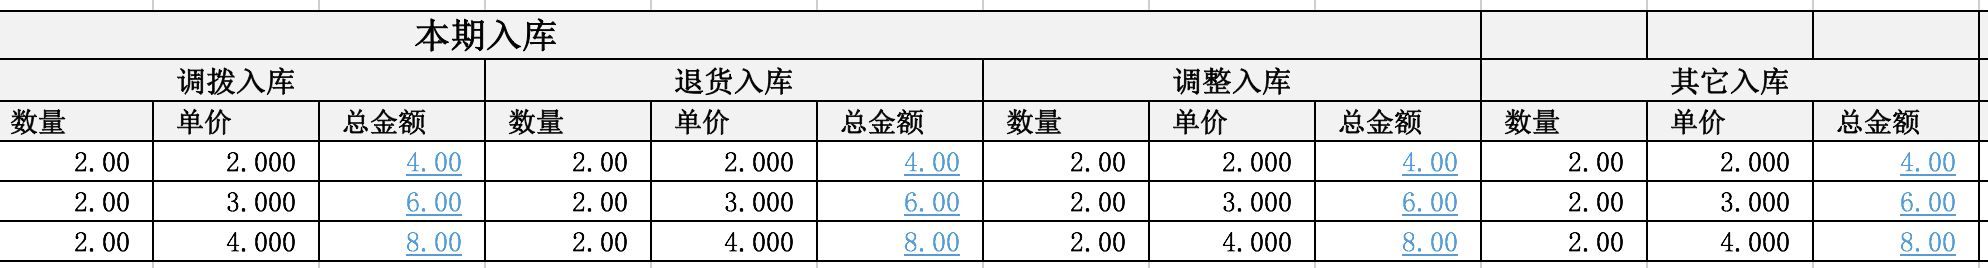 本期入库
调拨入库 退货入库 调整入库 其它入库
数量 单价 总金额 数量 单价 总金额 数量 单价 总金额 数量 单价 总金额
2.00 2.000 4.00 2.00 2.000 4.00 2.00 2.000 4.00 2.00 2.000 4.00
2.00 3.000 6.00 2.00 3.000 6.00 2.00 3.000 6.00 2.00 3.000 6.00
2.00 4.000 8.00 2.00 4.000 8.00 2.00 4.000 8.00 2.00 4.000 8.00